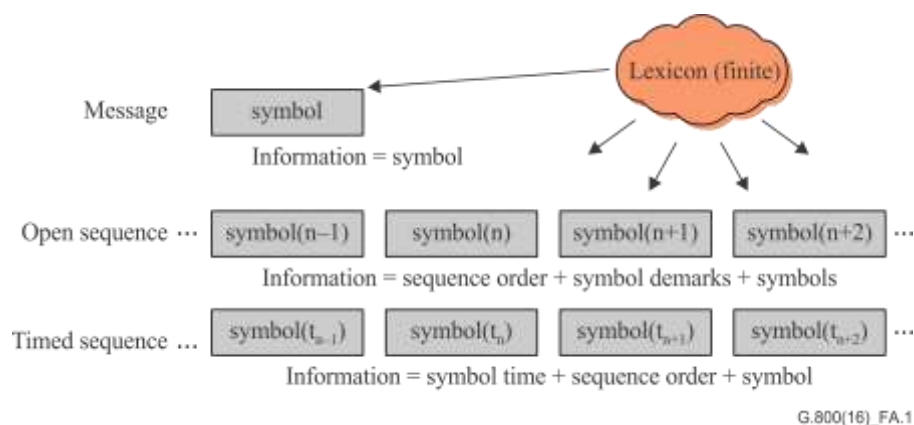 Lexicon (finite)
Message symbol
Information = symbol
Open sequence ... symbol(n–1) symbol(n) symbol(n+1) symbol(n+2) ...
Information = sequence order + symbol demarks + symbols
Timed sequence ... symbol(tₙ₋₁) symbol(tₙ) symbol(tₙ₊₁) symbol(tₙ₊₂) ...
Information = symbol time + sequence order + symbol
G.800(16)_FA.1